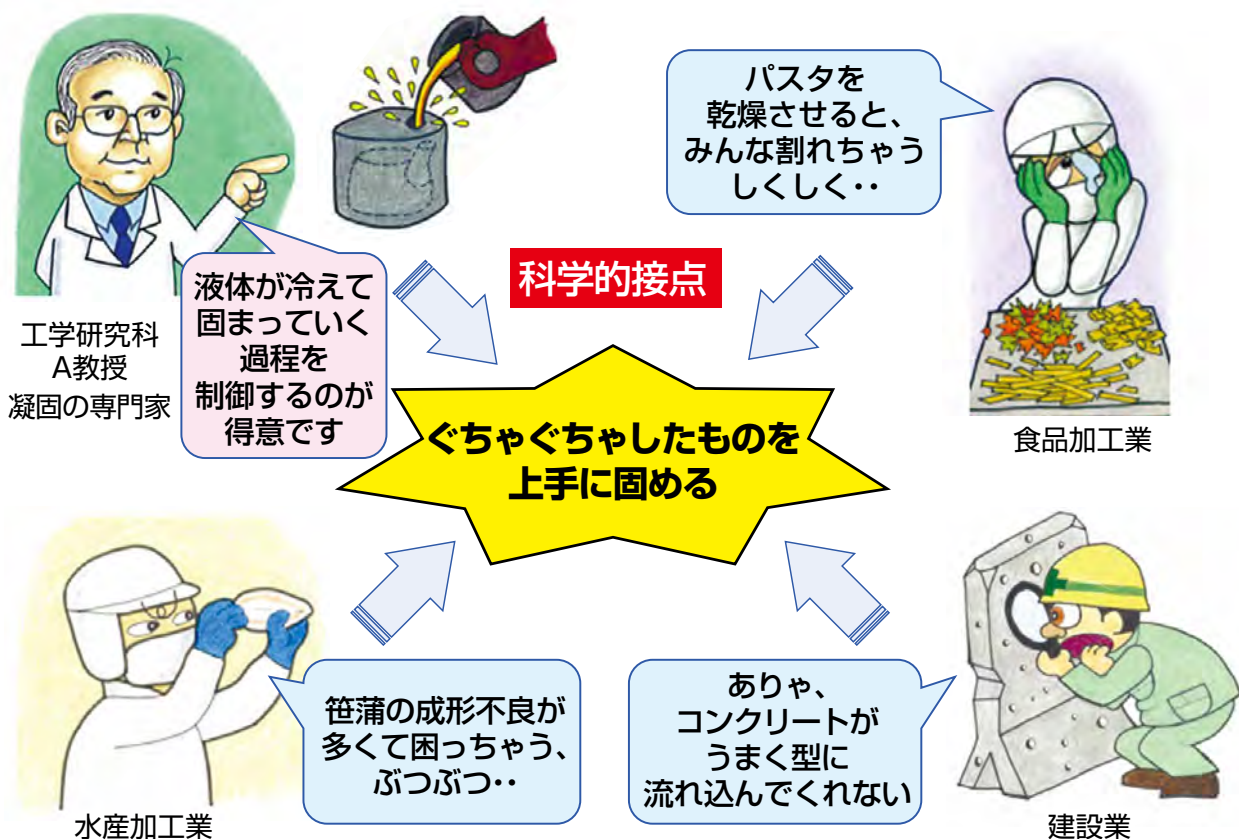 工学研究科
A教授
凝固の専門家
液体が冷えて
固まっていく
過程を
制御するのが
得意です
科学的接点
パスタを
乾燥させると、
みんな割れちゃう
しくしく‥
食品加工業
ぐちゃぐちゃしたものを
上手に固める
笹蒲の成形不良が
多くて困っちゃう、
ぶつぶつ‥
水産加工業
ありゃ、
コンクリートが
うまく型に
流れ込んでくれない
建設業